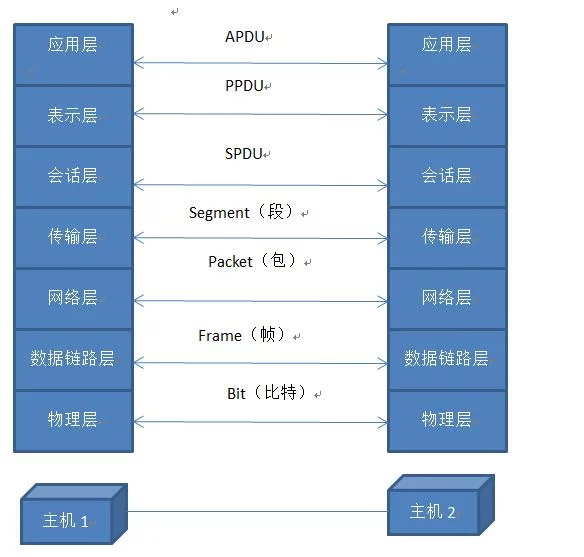 APDU
应用层 应用层
PPDU
表示层 表示层
SPDU
会话层 会话层
Segment（段）
传输层 传输层
Packet（包）
网络层 网络层
Frame（帧）
数据链路层 数据链路层
Bit（比特）
物理层 物理层
主机 1 主机 2